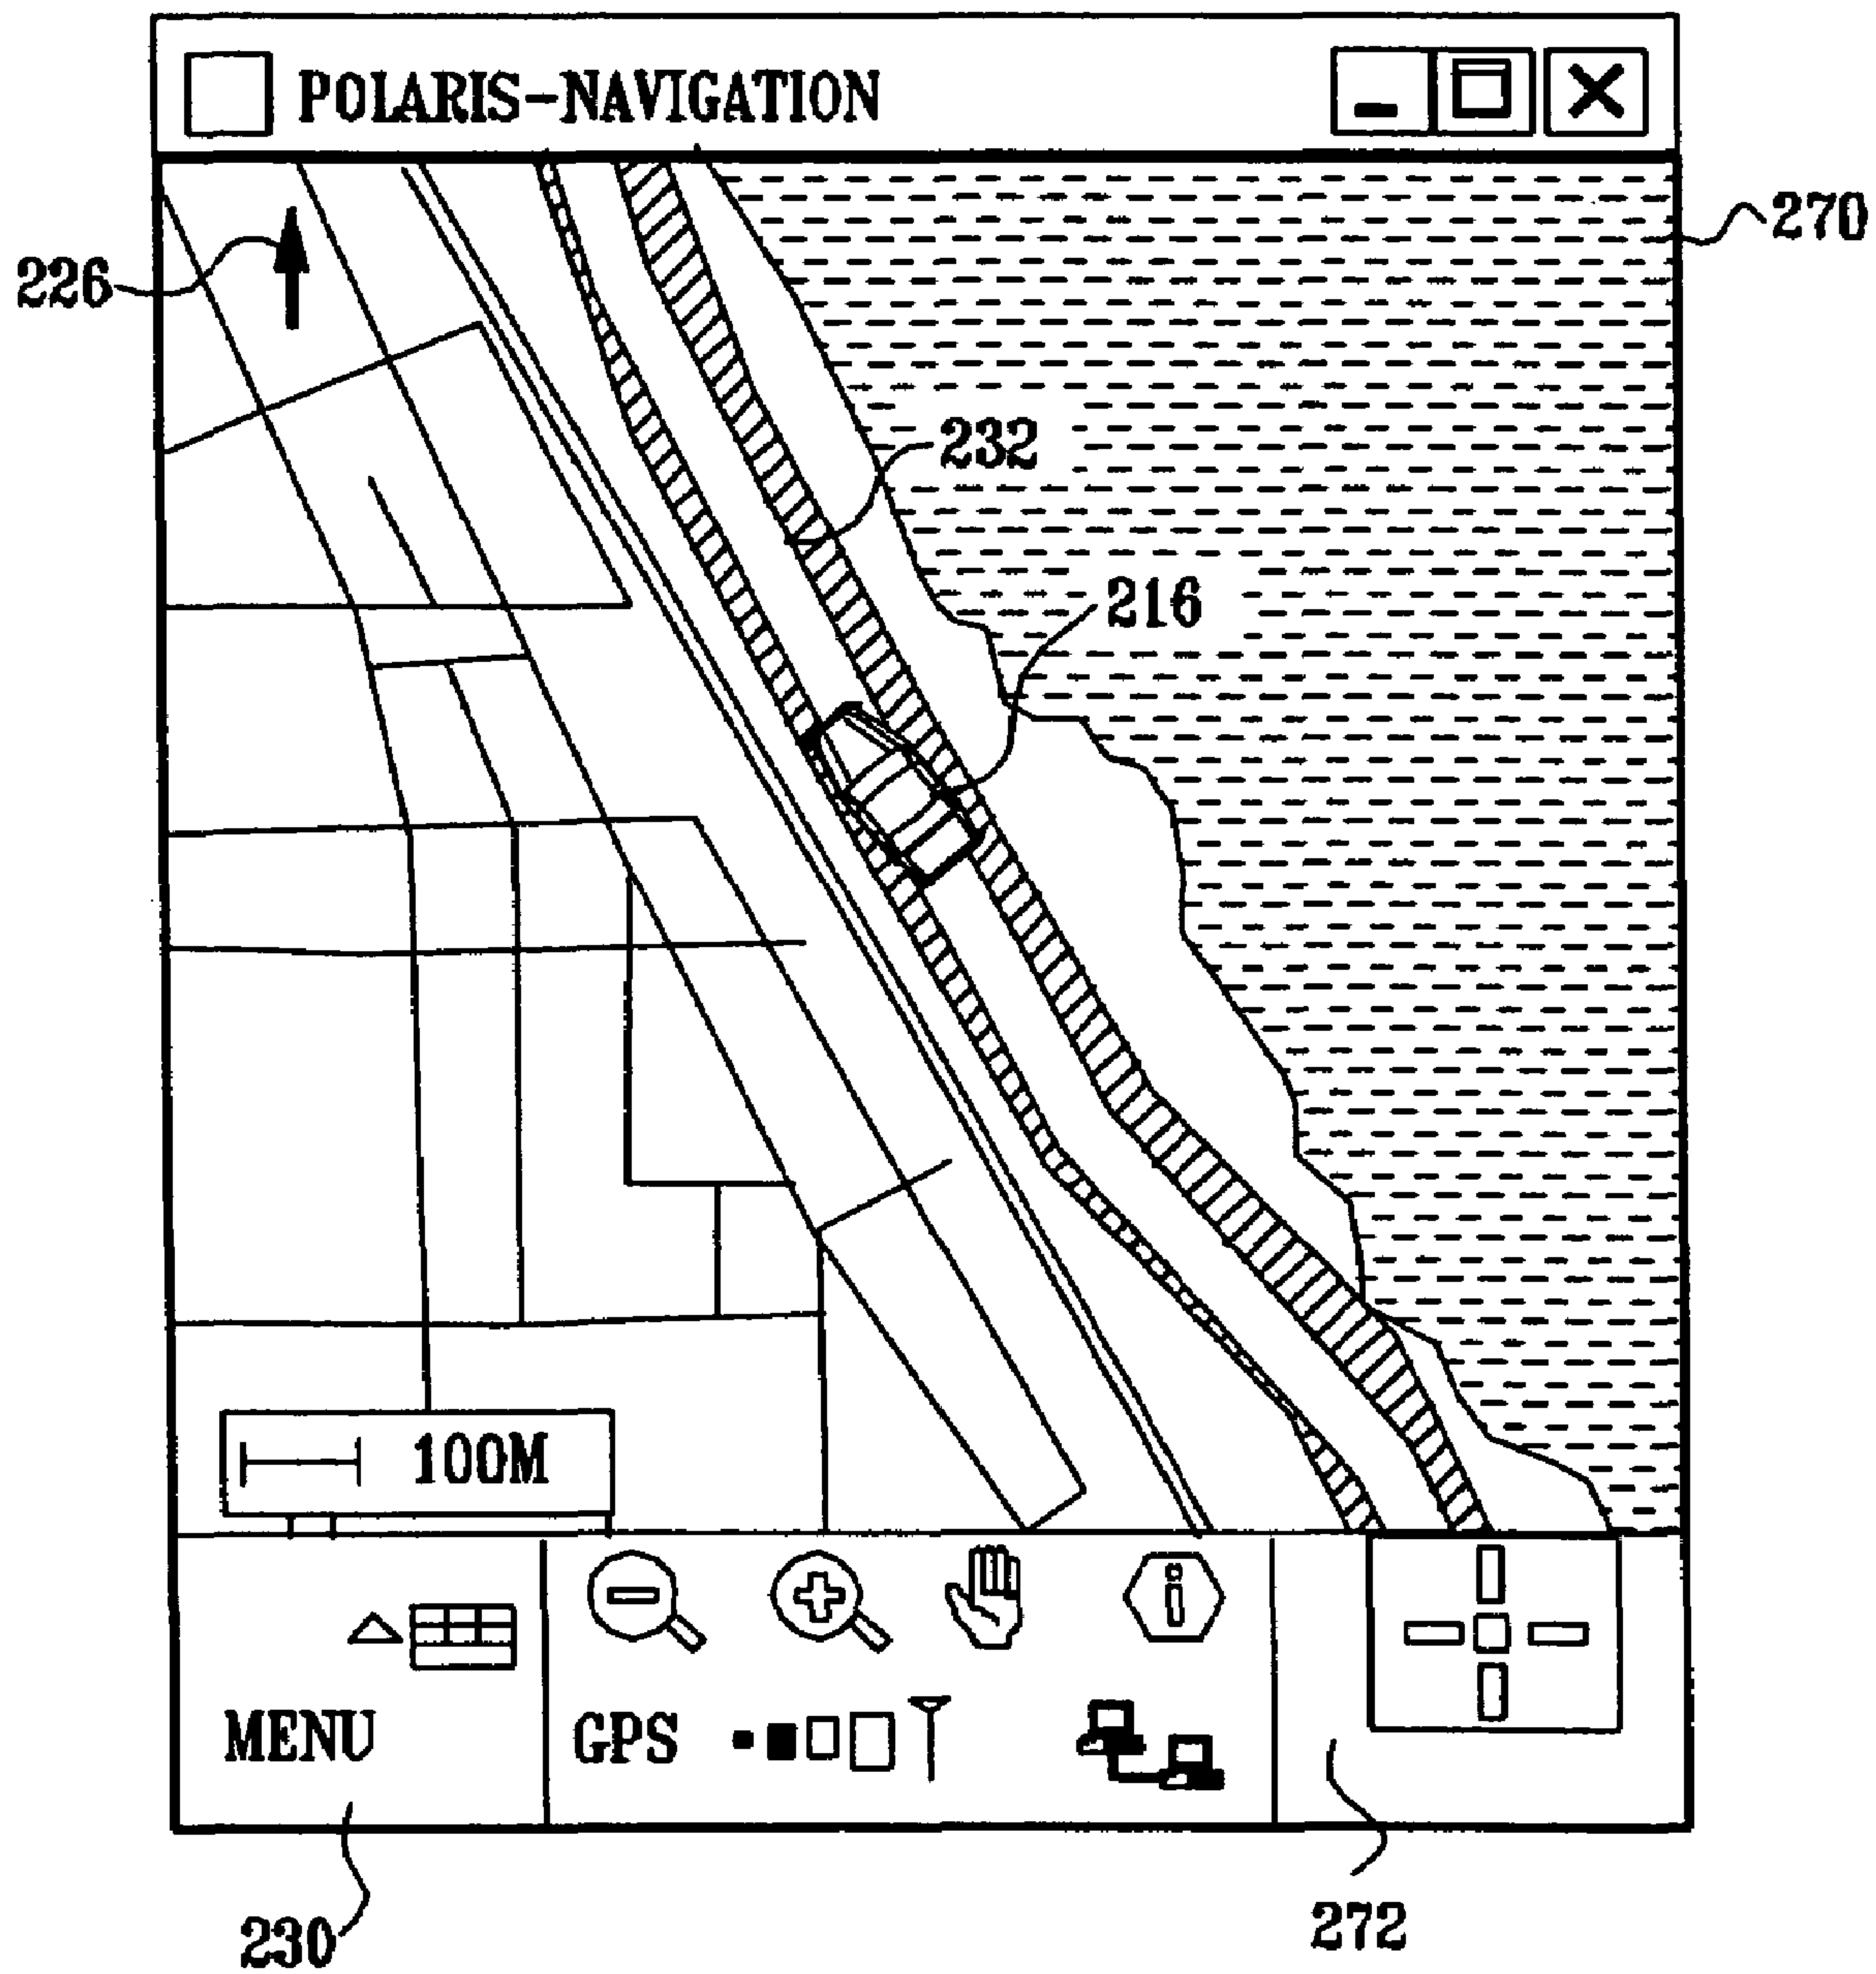 POLARIS-NAVIGATION
270
226
232
216
100M
MENU
GPS
230
272